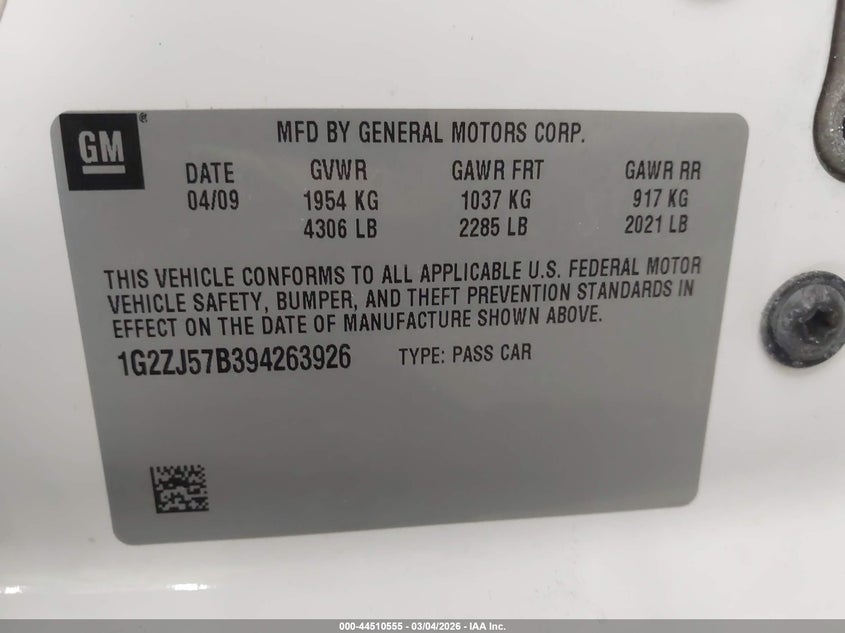 GM
MFD BY GENERAL MOTORS CORP.
DATE GVWR GAWR FRT GAWR RR
04/09 1954 KG 1037 KG 917 KG
4306 LB 2285 LB 2021 LB
THIS VEHICLE CONFORMS TO ALL APPLICABLE U.S. FEDERAL MOTOR
VEHICLE SAFETY, BUMPER, AND THEFT PREVENTION STANDARDS IN
EFFECT ON THE DATE OF MANUFACTURE SHOWN ABOVE.
1G2ZJ57B394263926 TYPE: PASS CAR
000-44510555 | 03/04/2026 | IAA Inc.